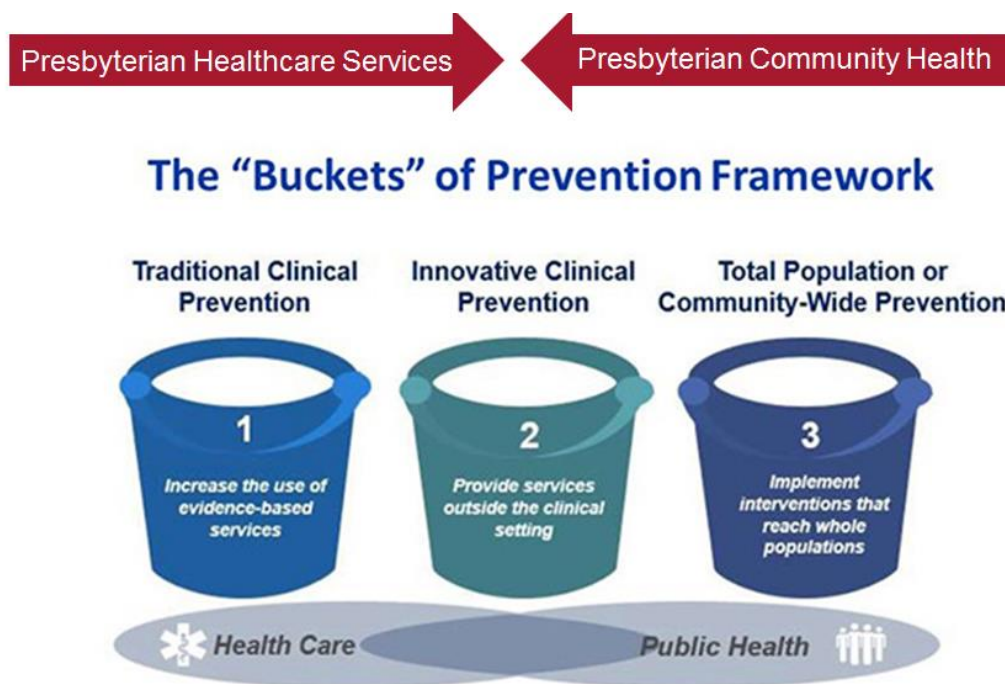 Presbyterian Healthcare Services
Presbyterian Community Health
The “Buckets” of Prevention Framework
Traditional Clinical
Prevention
Innovative Clinical
Prevention
Total Population or
Community-Wide Prevention
1
Increase the use of
evidence-based
services
2
Provide services
outside the clinical
setting
3
Implement
interventions that
reach whole
populations
Health Care
Public Health